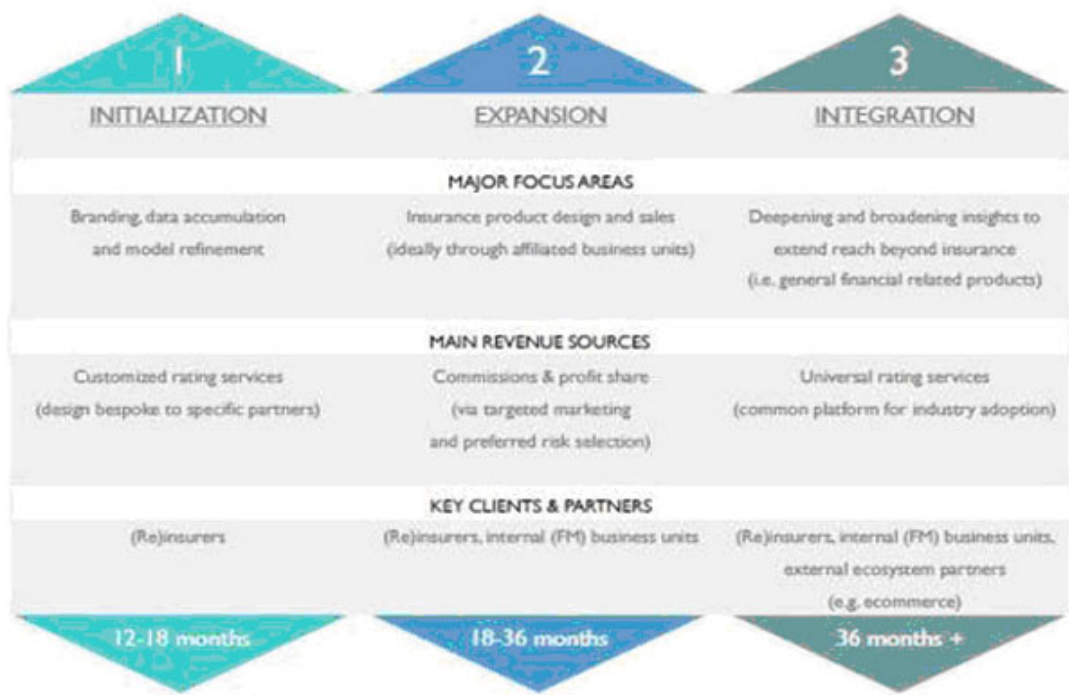 1
2
3
INITIALIZATION
EXPANSION
INTEGRATION
MAJOR FOCUS AREAS
Branding, data accumulation
and model refinement
Insurance product design and sales
(ideally through affiliated business units)
Deepening and broadening insights to
extend reach beyond insurance
(i.e. general financial related products)
MAIN REVENUE SOURCES
Customized rating services
(design bespoke to specific partners)
Commissions & profit share
(via targeted marketing
and preferred risk selection)
Universal rating services
(common platform for industry adoption)
KEY CLIENTS & PARTNERS
(Re)insurers
(Re)insurers, internal (FM) business units
(Re)insurers, internal (FM) business units,
external ecosystem partners
(e.g. ecommerce)
12-18 months
18-36 months
36 months +